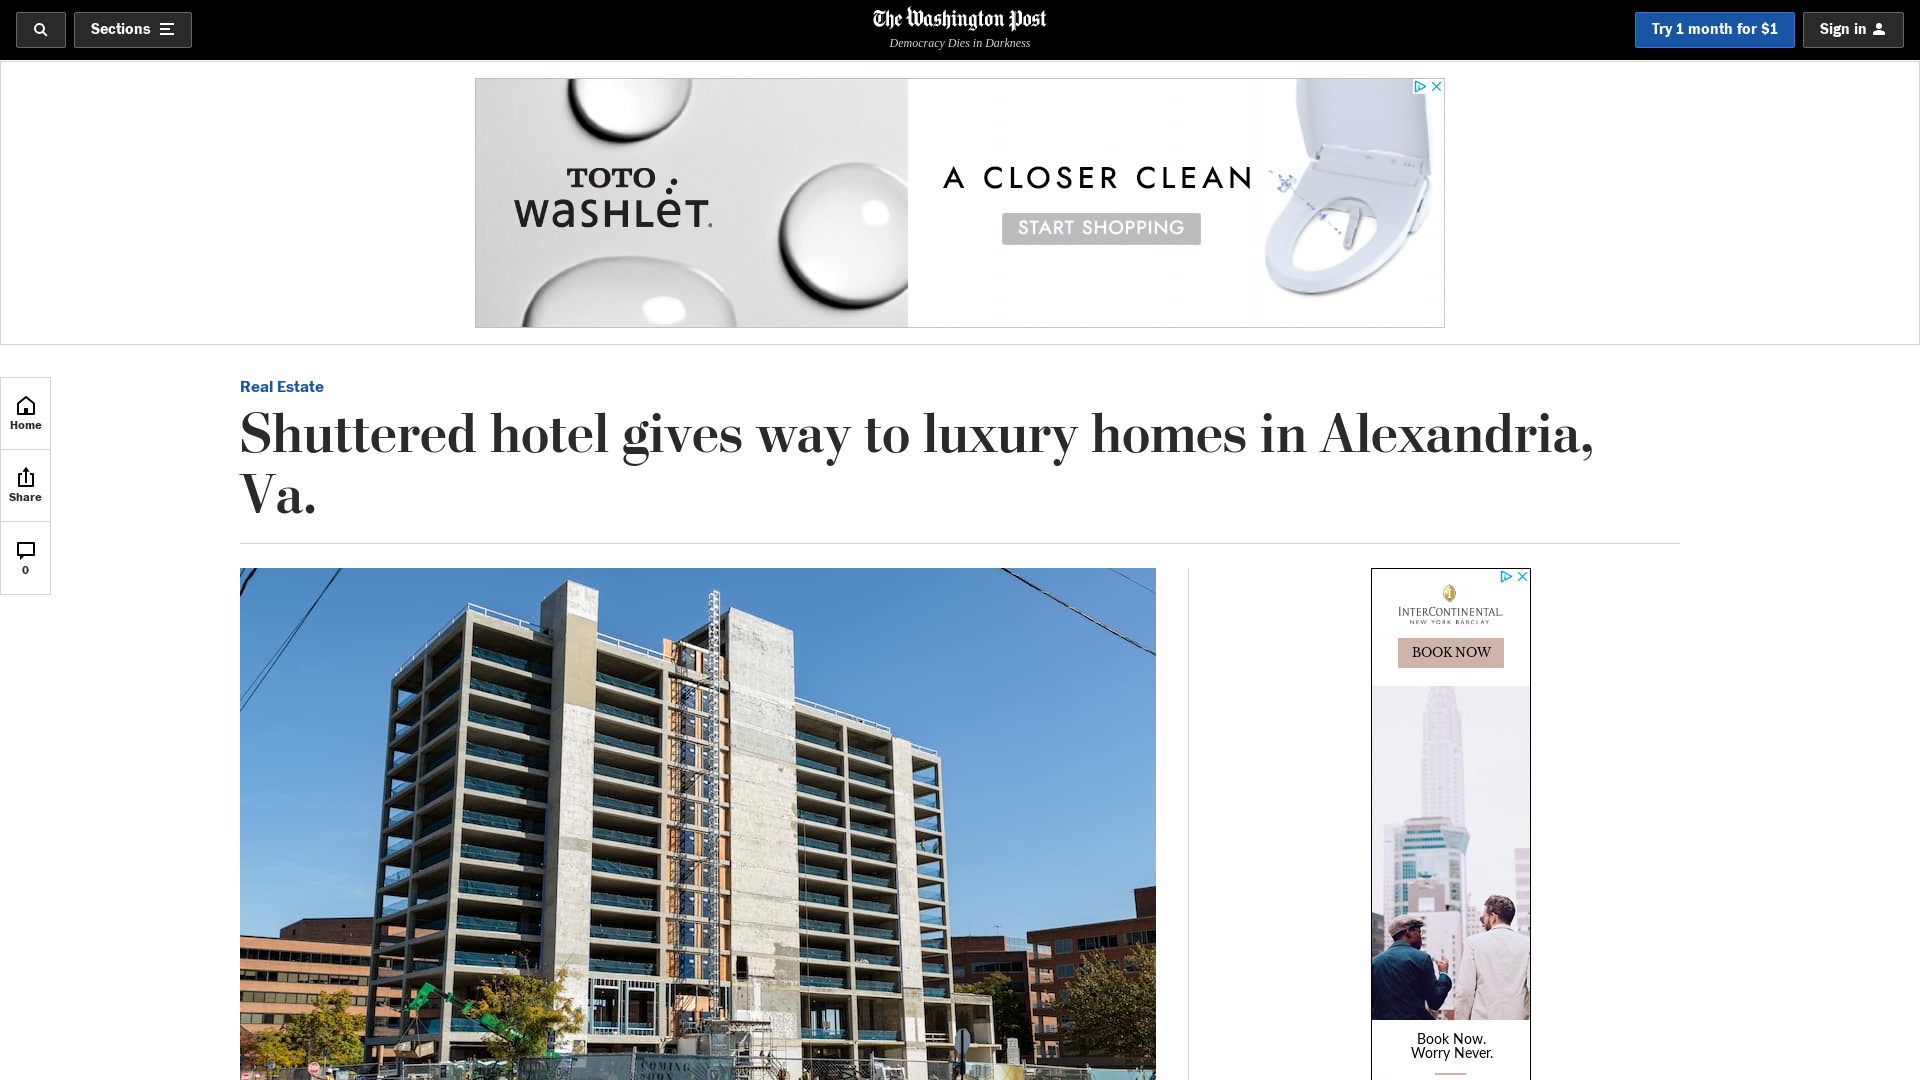 Sections
The Washington Post
Democracy Dies in Darkness
Try 1 month for $1
Sign in
TOTO
WASHLET®
A CLOSER CLEAN
START SHOPPING
Home
Share
0
Real Estate
Shuttered hotel gives way to luxury homes in Alexandria,
Va.
INTERCONTINENTAL.
NEW YORK BARCLAY
BOOK NOW
Book Now.
Worry Never.
COMING
SOON